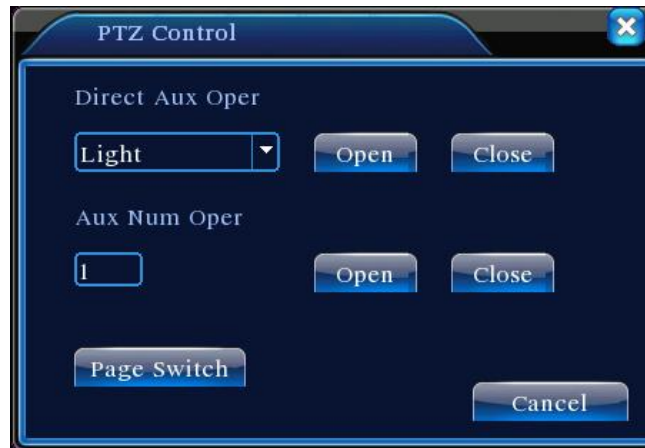 PTZ Control
Direct Aux Oper
Light Open Close
Aux Num Oper
1 Open Close
Page Switch
Cancel